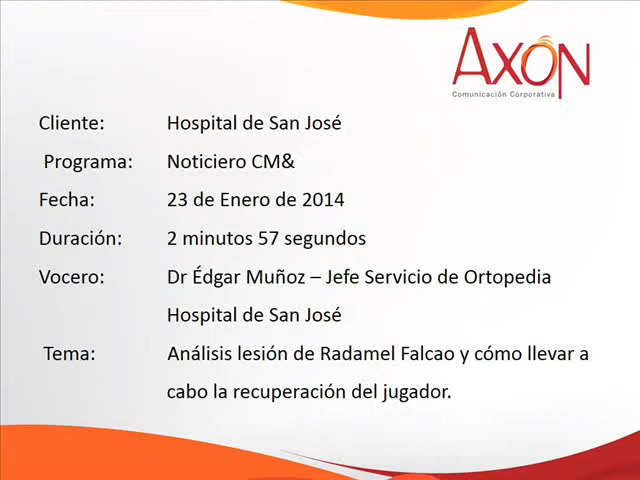 AXÓN
Comunicación Corporativa
Cliente: Hospital de San José
Programa: Noticiero CM&
Fecha: 23 de Enero de 2014
Duración: 2 minutos 57 segundos
Vocero: Dr Édgar Muñoz – Jefe Servicio de Ortopedia
Hospital de San José
Tema: Análisis lesión de Radamel Falcao y cómo llevar a
cabo la recuperación del jugador.